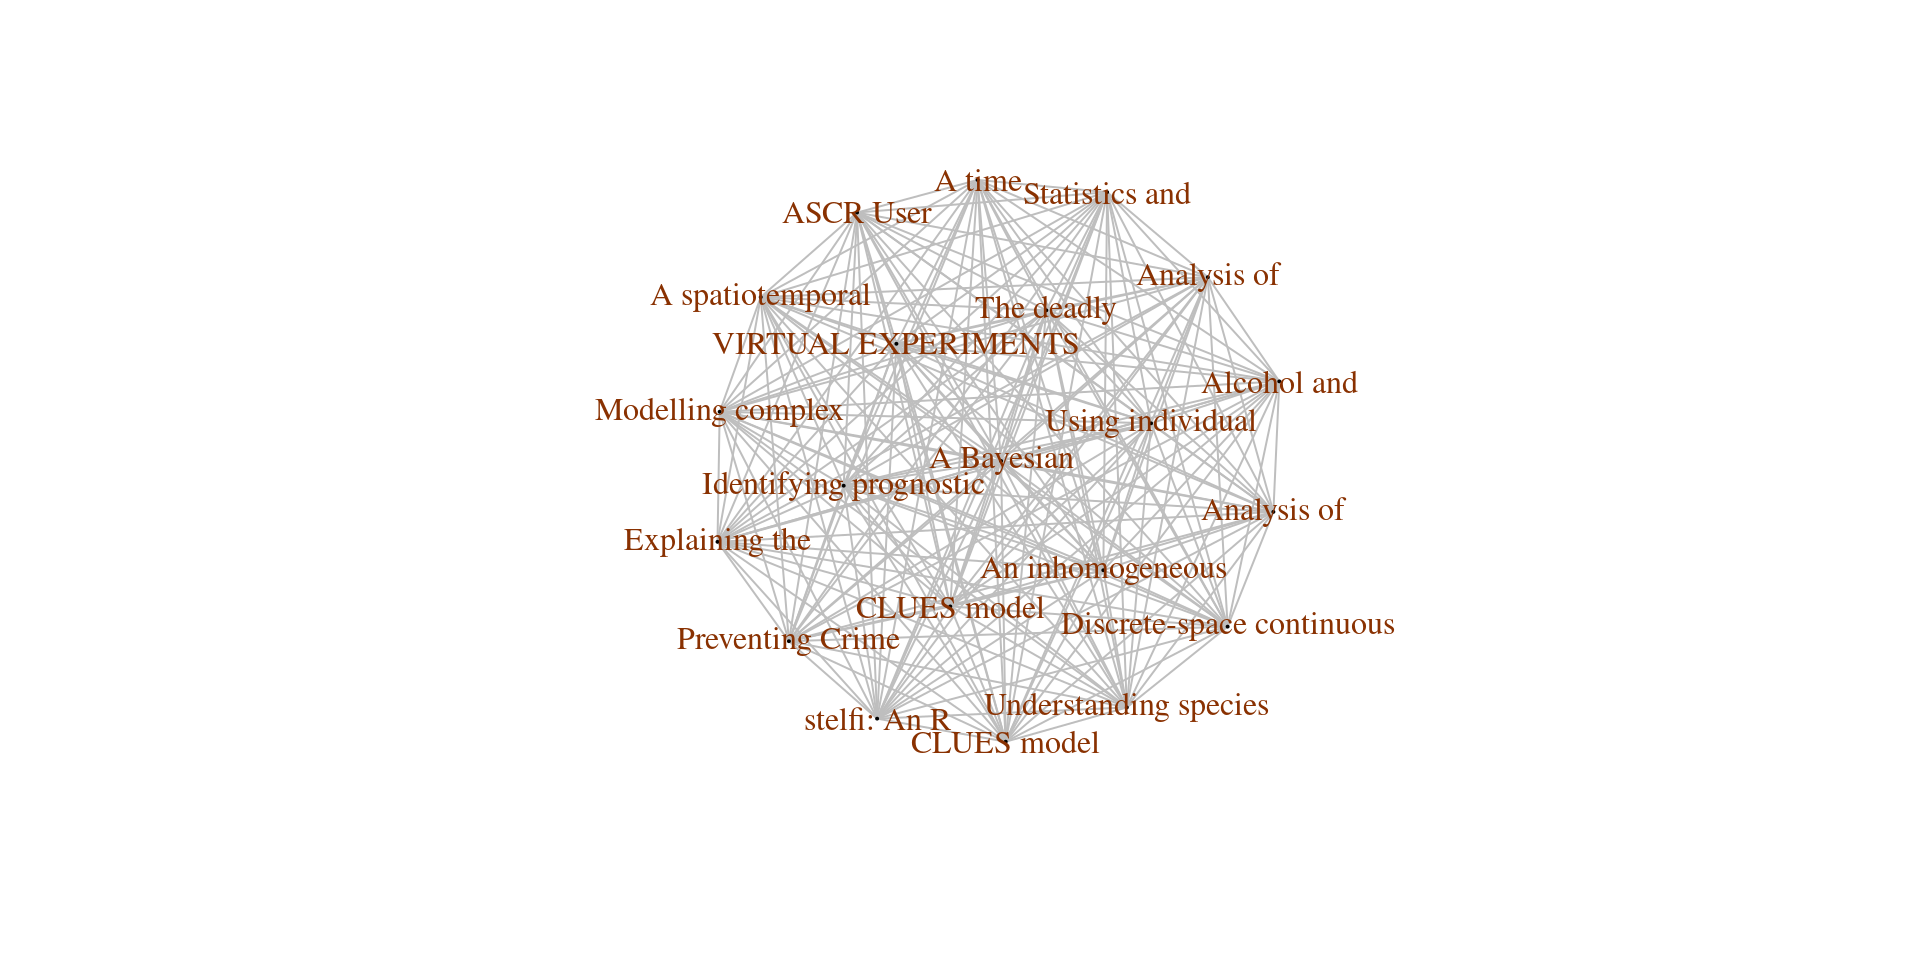 A time
Statistics and
ASCR User
Analysis of
A spatiotemporal
The deadly
VIRTUAL EXPERIMENTS
Alcohol and
Modelling complex
Using individual
A Bayesian
Identifying prognostic
Analysis of
Explaining the
An inhomogeneous
CLUES model
Discrete-space continuous
Preventing Crime
Understanding species
stelfi: An R
CLUES model